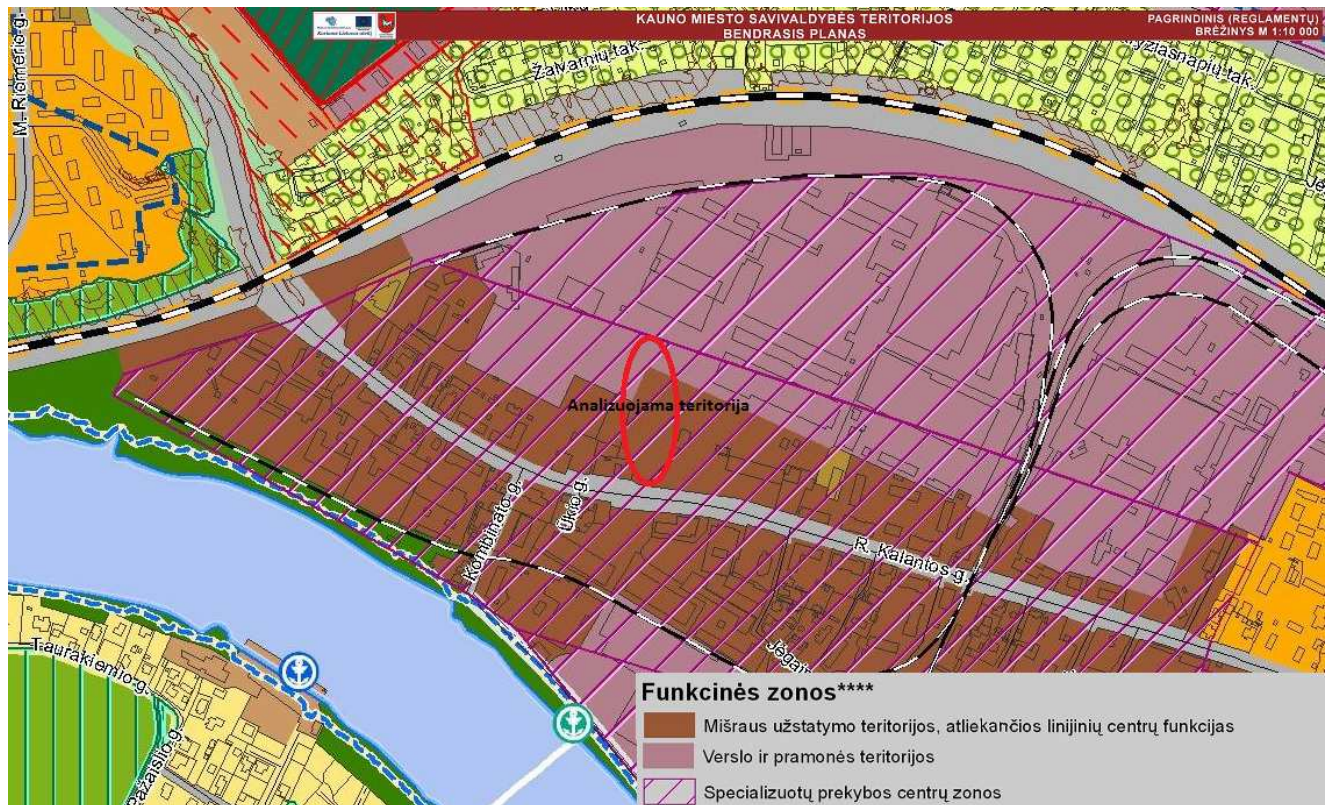 KAUNO MIESTO SAVIVALDYBĖS TERITORIJOS
BENDRASIS PLANAS
PAGRINDINIS (REGLAMENTŲ)
BRĖŽINYS M 1:10 000
M. Riomerio g.
Žalvarnių tak.
Analizuojama teritorija
Kombinato g.
Ūkio g.
R. Kalantos g.
Taurakiemio g.
Funkcinės zonos****
Mišraus užstatymo teritorijos, atliekančios linijinių centrų funkcijas
Verslo ir pramonės teritorijos
Specializuotų prekybos centrų zonos